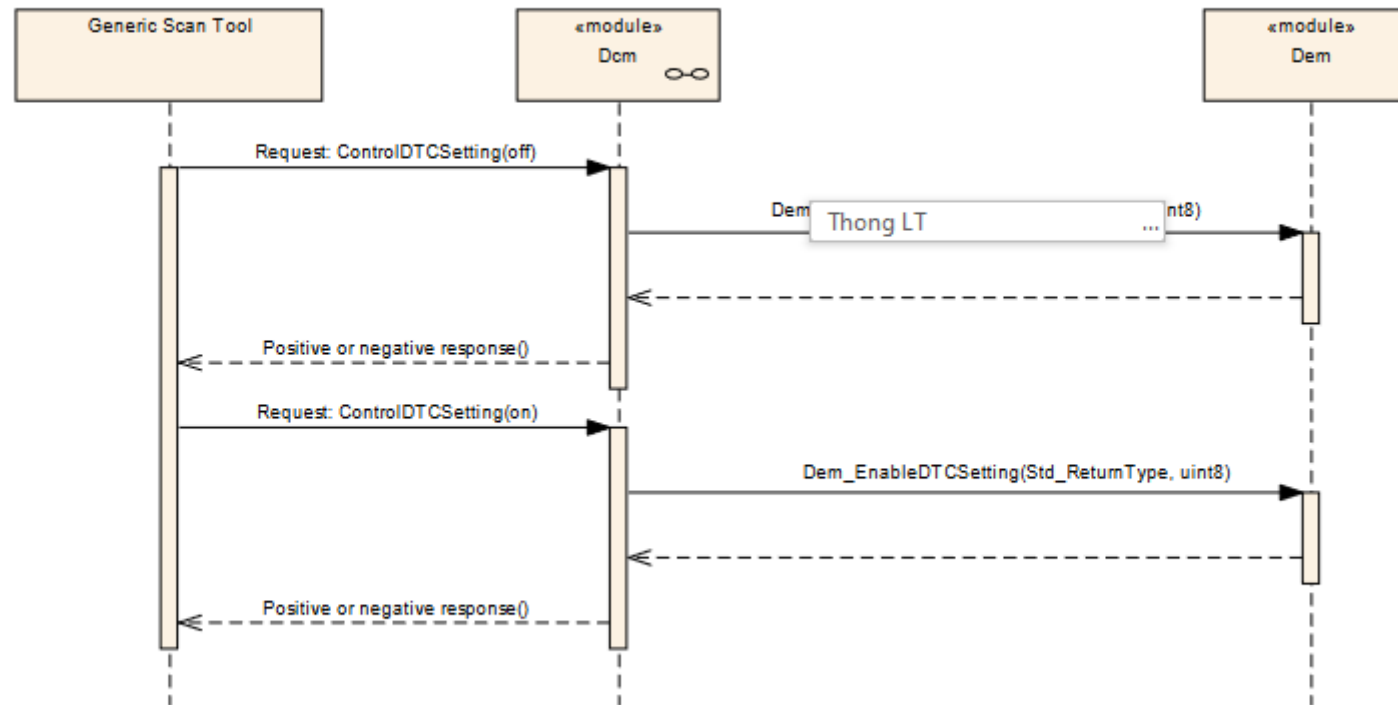 Generic Scan Tool
«module»
Dcm
«module»
Dem
Request: ControlDTCSetting(off)
Dem
nt8)
Thong LT
...
Positive or negative response()
Request: ControlDTCSetting(on)
Dem_EnableDTCSetting(Std_ReturnType, uint8)
Positive or negative response()